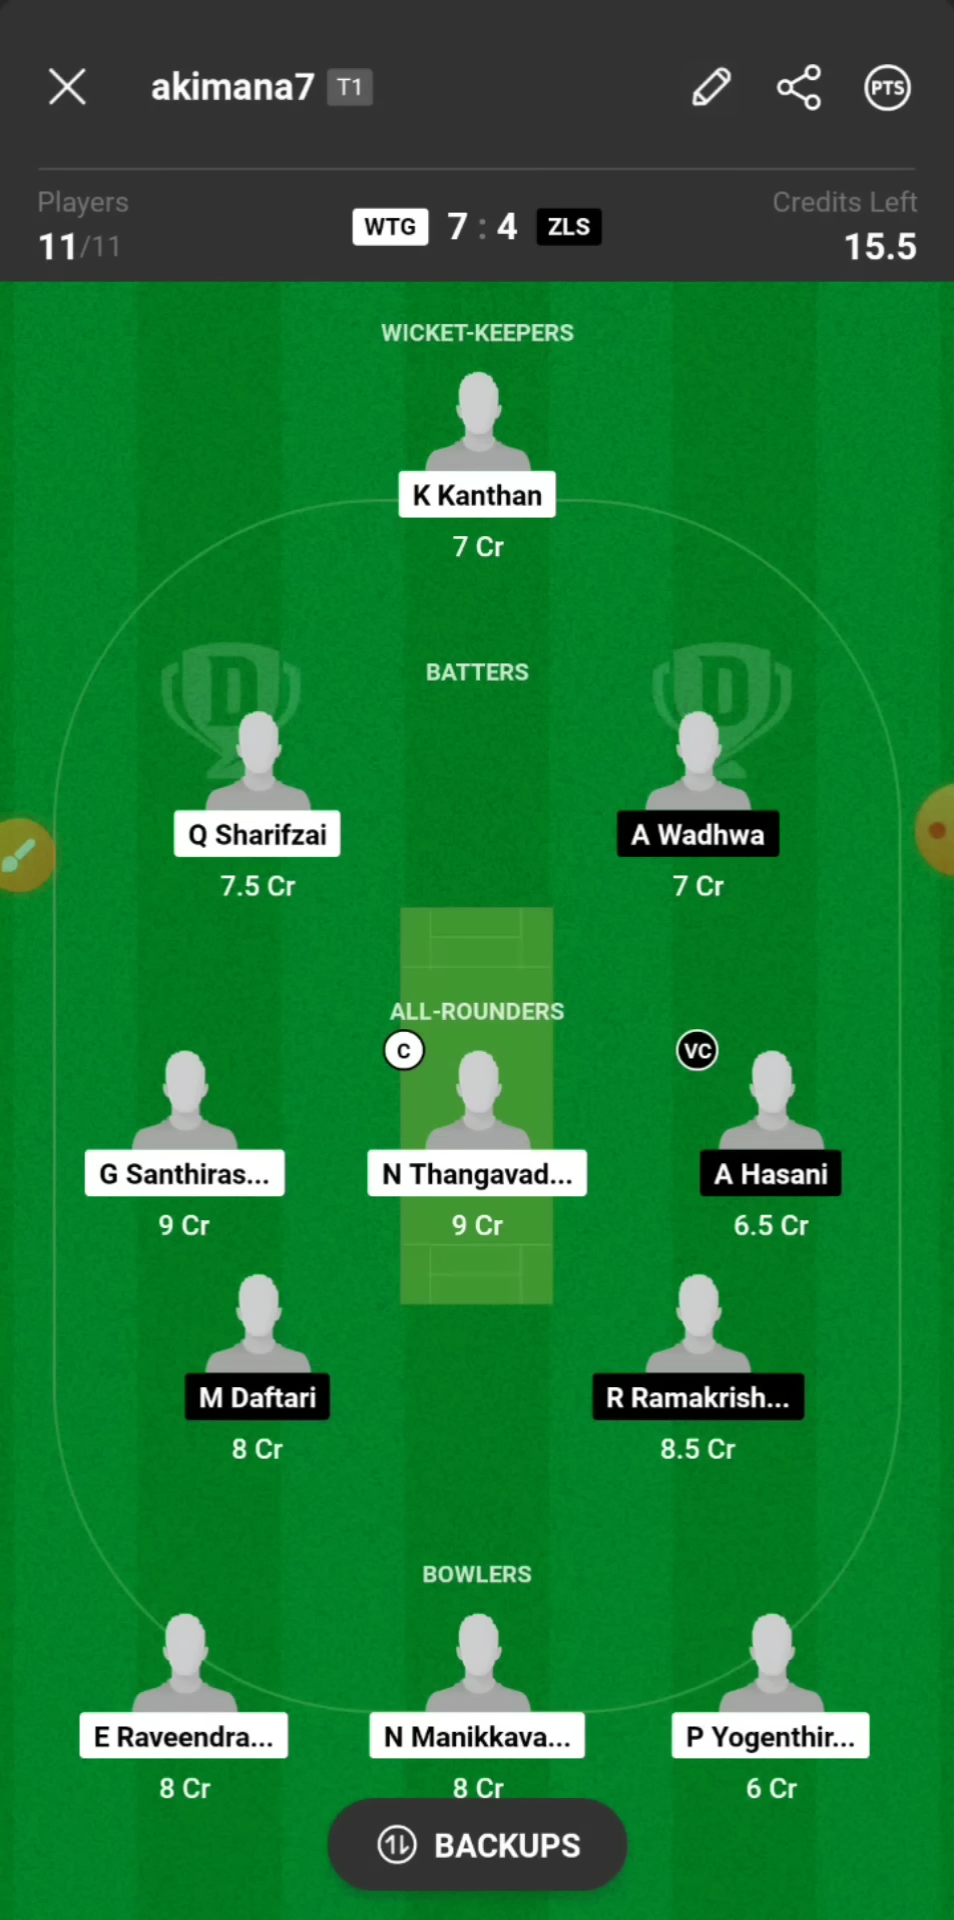 akimana7 T1 PTS
Players Credits Left
11/11 WTG 7 : 4 ZLS 15.5
WICKET-KEEPERS
K Kanthan
7 Cr
BATTERS
D D
Q Sharifzai A Wadhwa
7.5 Cr 7 Cr
ALL-ROUNDERS
C VC
G Santhiras... N Thangavad... A Hasani
9 Cr 9 Cr 6.5 Cr
M Daftari R Ramakrish...
8 Cr 8.5 Cr
BOWLERS
E Raveendra... N Manikkava... P Yogenthir...
8 Cr 8 Cr 6 Cr
BACKUPS